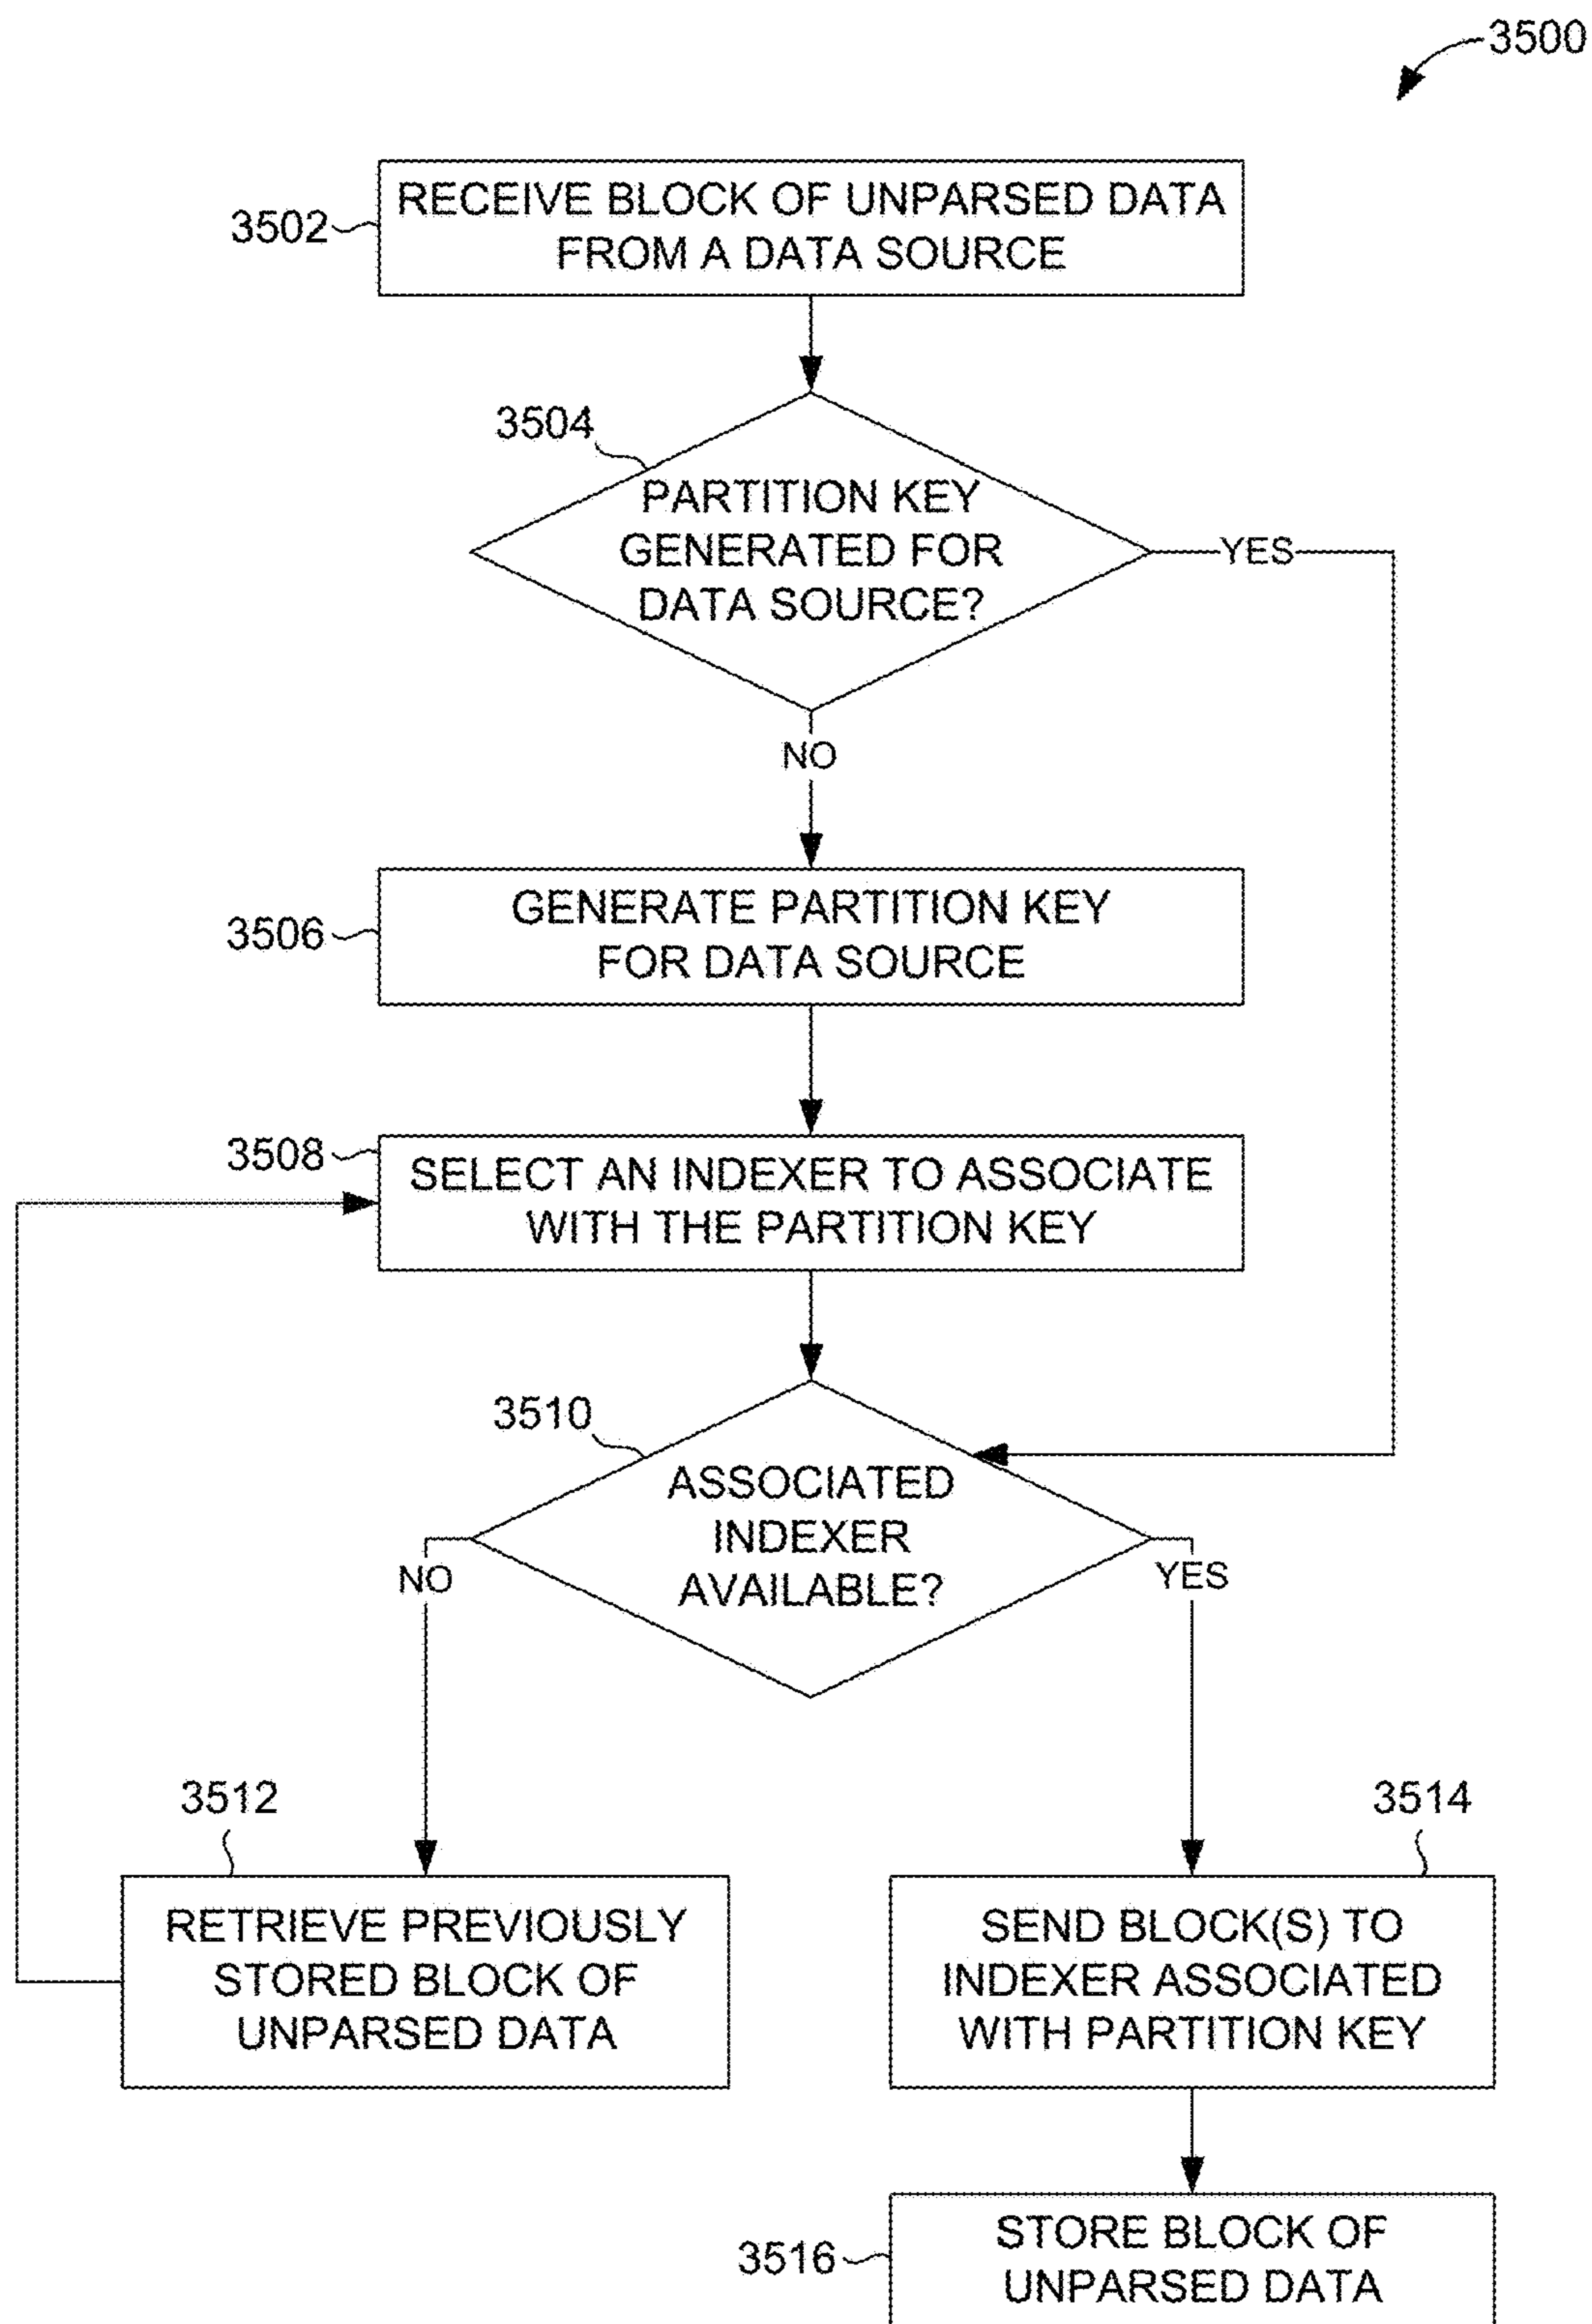 3500
3502
RECEIVE BLOCK OF UNPARSED DATA
FROM A DATA SOURCE
3504
PARTITION KEY
GENERATED FOR
DATA SOURCE?
YES
NO
3506
GENERATE PARTITION KEY
FOR DATA SOURCE
3508
SELECT AN INDEXER TO ASSOCIATE
WITH THE PARTITION KEY
3510
ASSOCIATED
INDEXER
AVAILABLE?
NO
YES
3512
RETRIEVE PREVIOUSLY
STORED BLOCK OF
UNPARSED DATA
3514
SEND BLOCK(S) TO
INDEXER ASSOCIATED
WITH PARTITION KEY
3516
STORE BLOCK OF
UNPARSED DATA